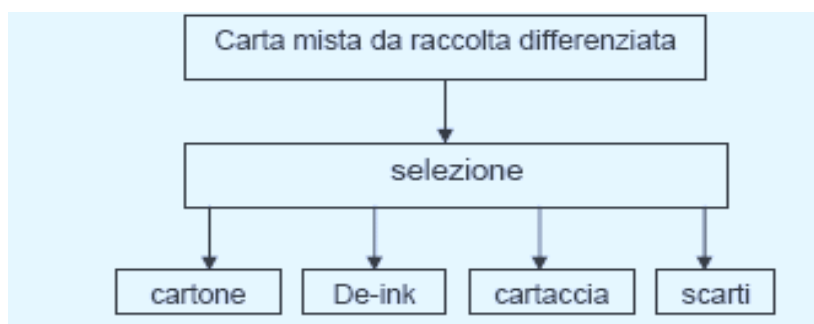 Carta mista da raccolta differenziata
selezione
cartone De-ink cartaccia scarti